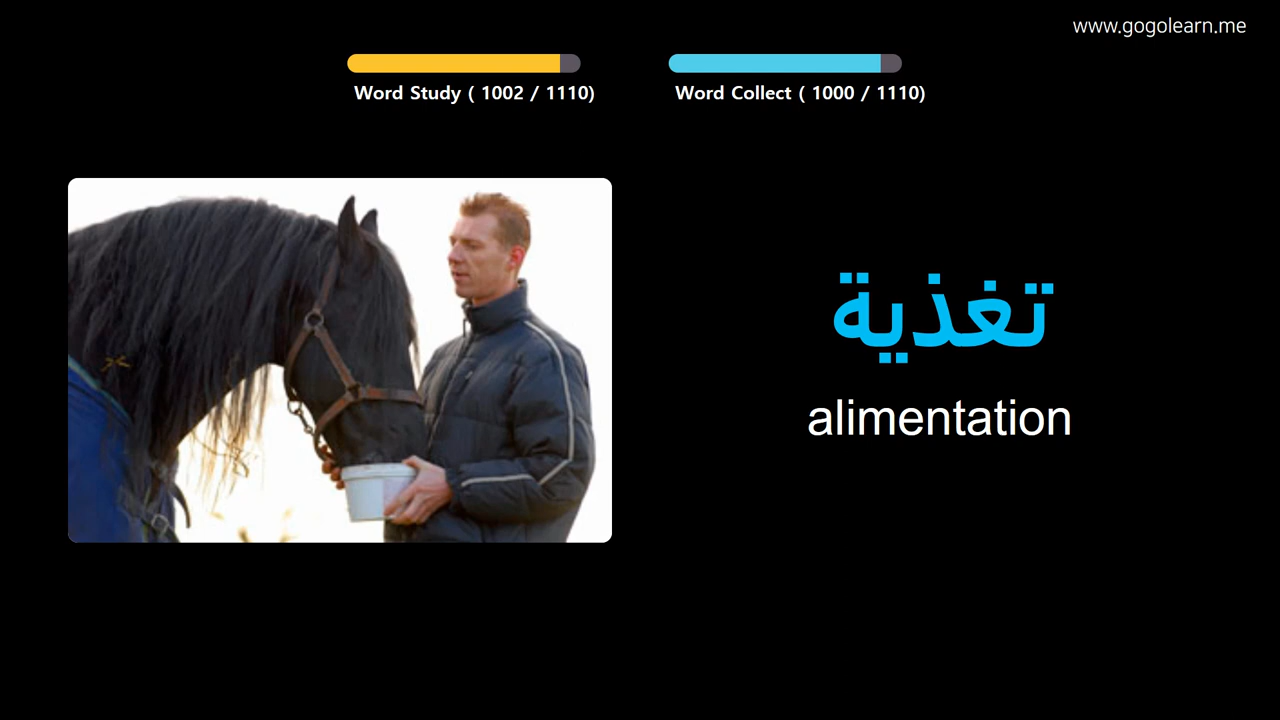 www.gogolearn.me
Word Study ( 1002 / 1110)
Word Collect ( 1000 / 1110)
تغذية
alimentation